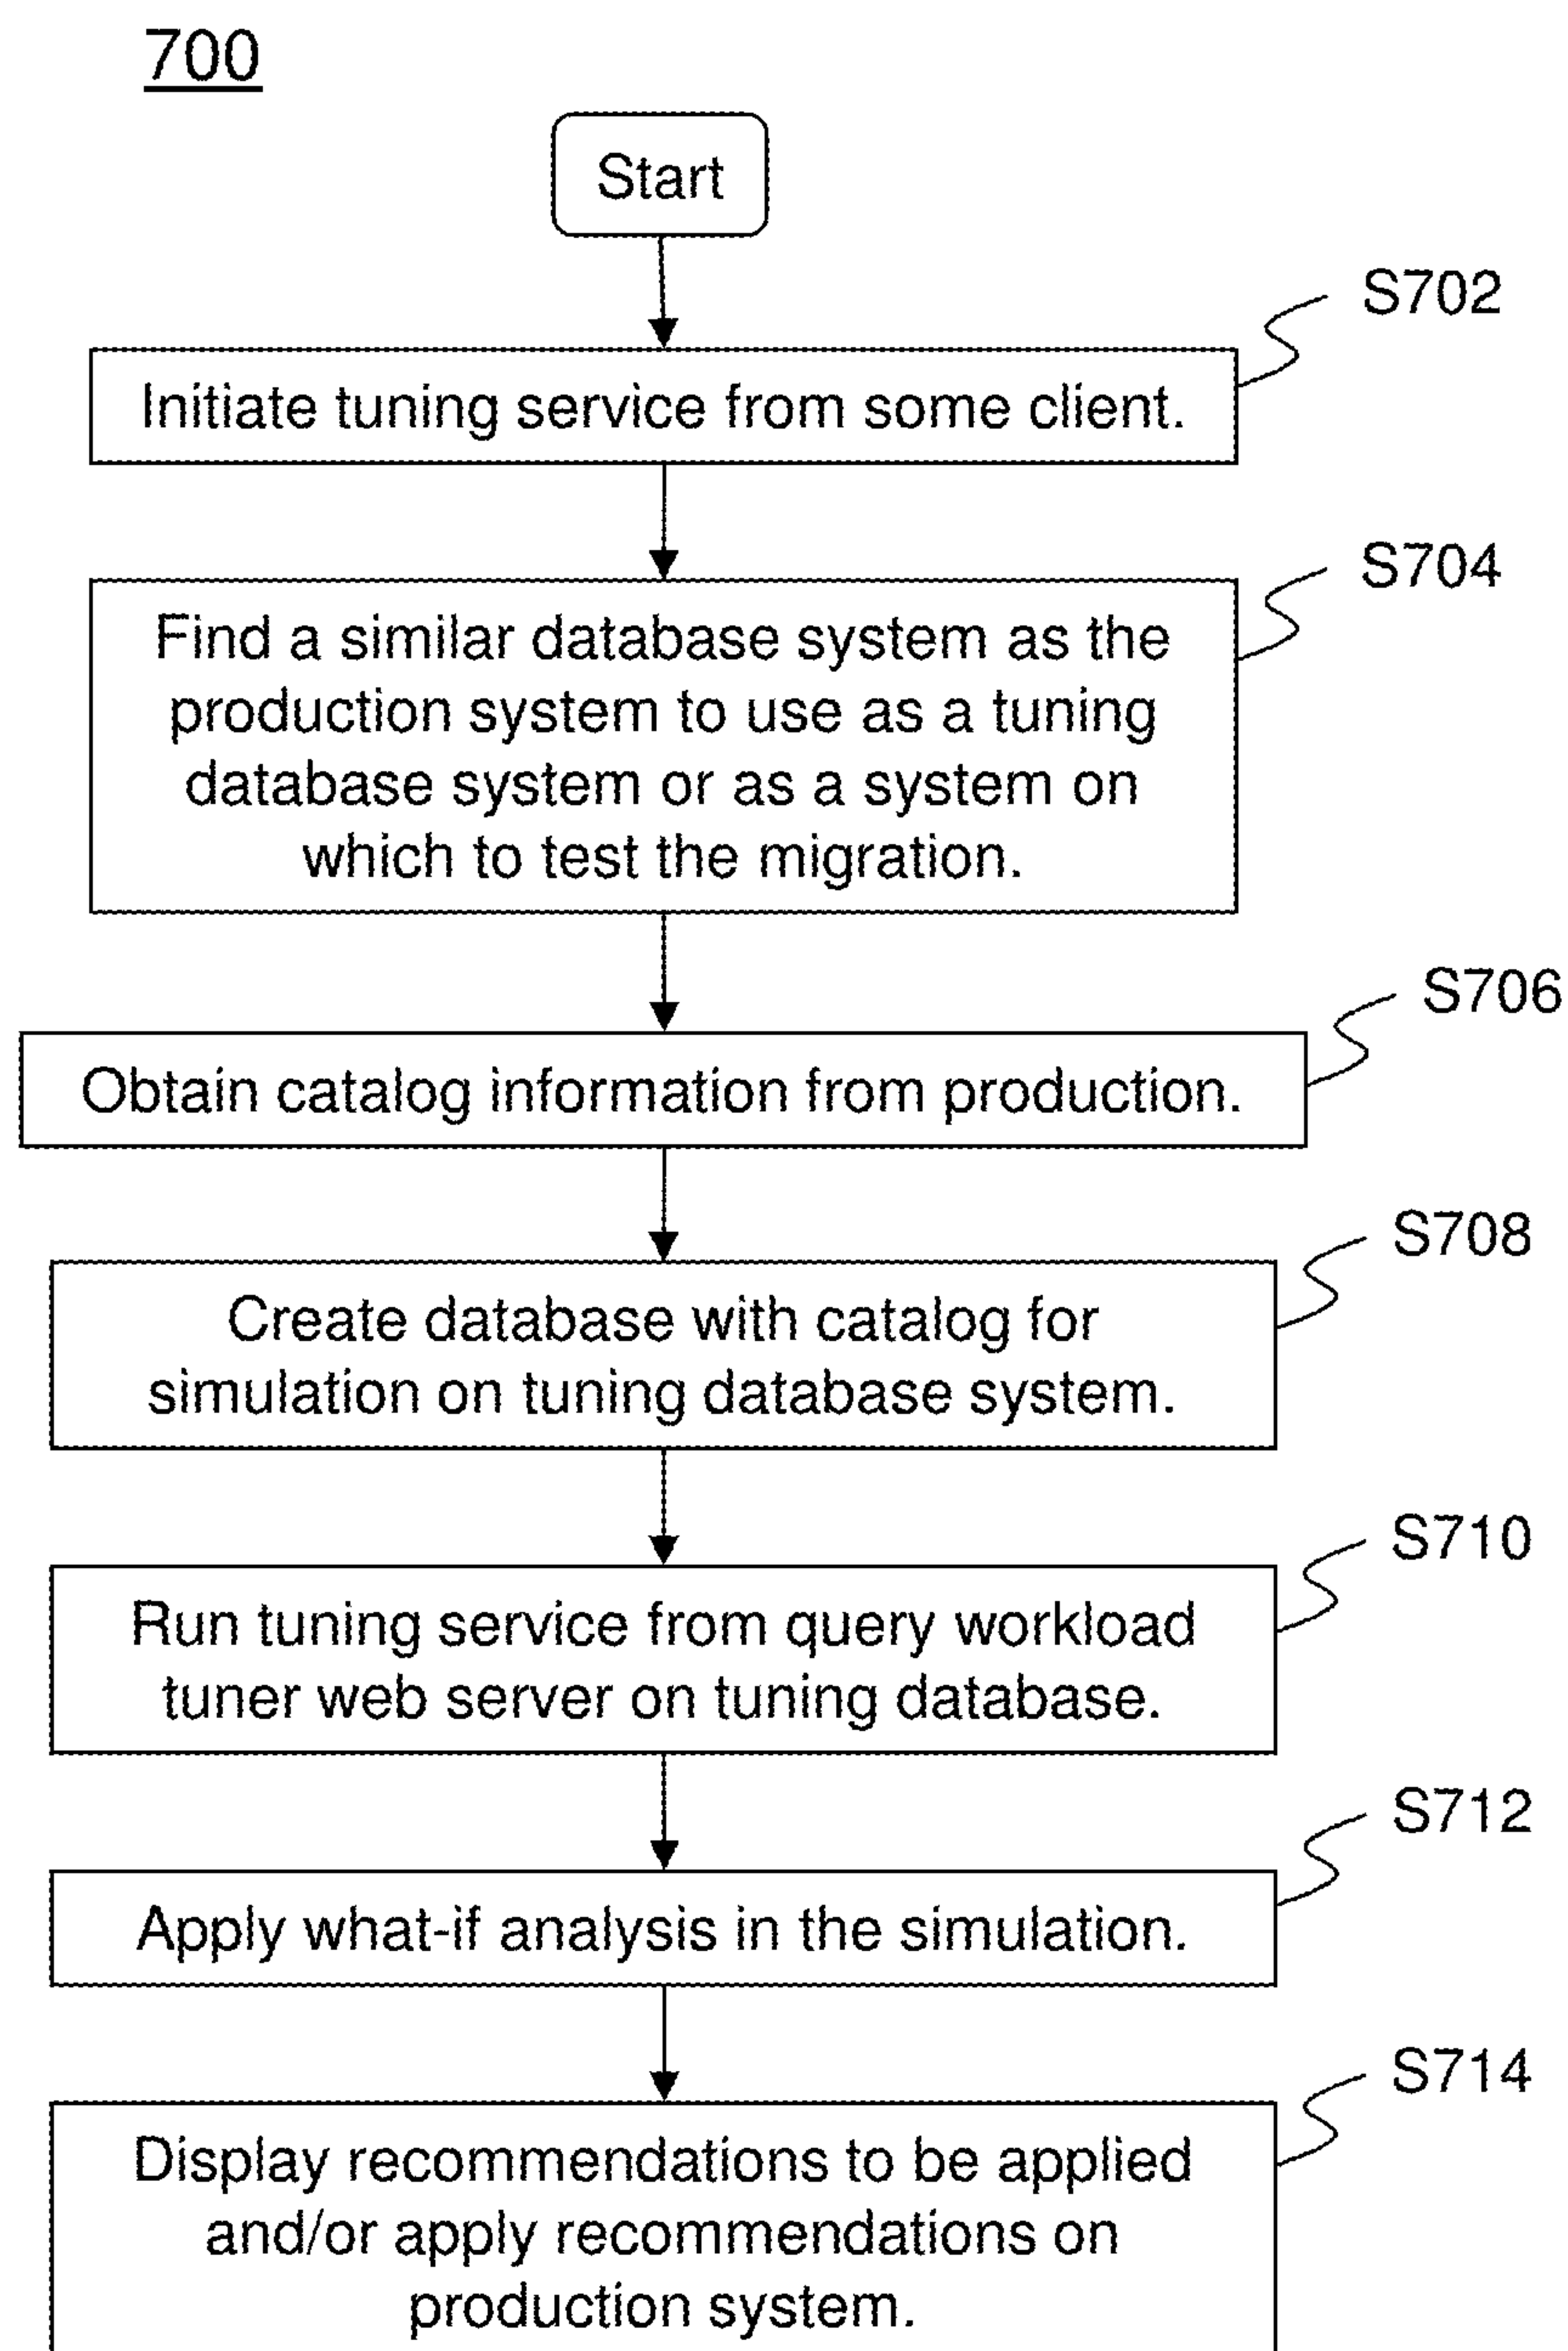 700
Start
S702
Initiate tuning service from some client.
S704
Find a similar database system as the
production system to use as a tuning
database system or as a system on
which to test the migration.
S706
Obtain catalog information from production.
S708
Create database with catalog for
simulation on tuning database system.
S710
Run tuning service from query workload
tuner web server on tuning database.
S712
Apply what-if analysis in the simulation.
S714
Display recommendations to be applied
and/or apply recommendations on
production system.